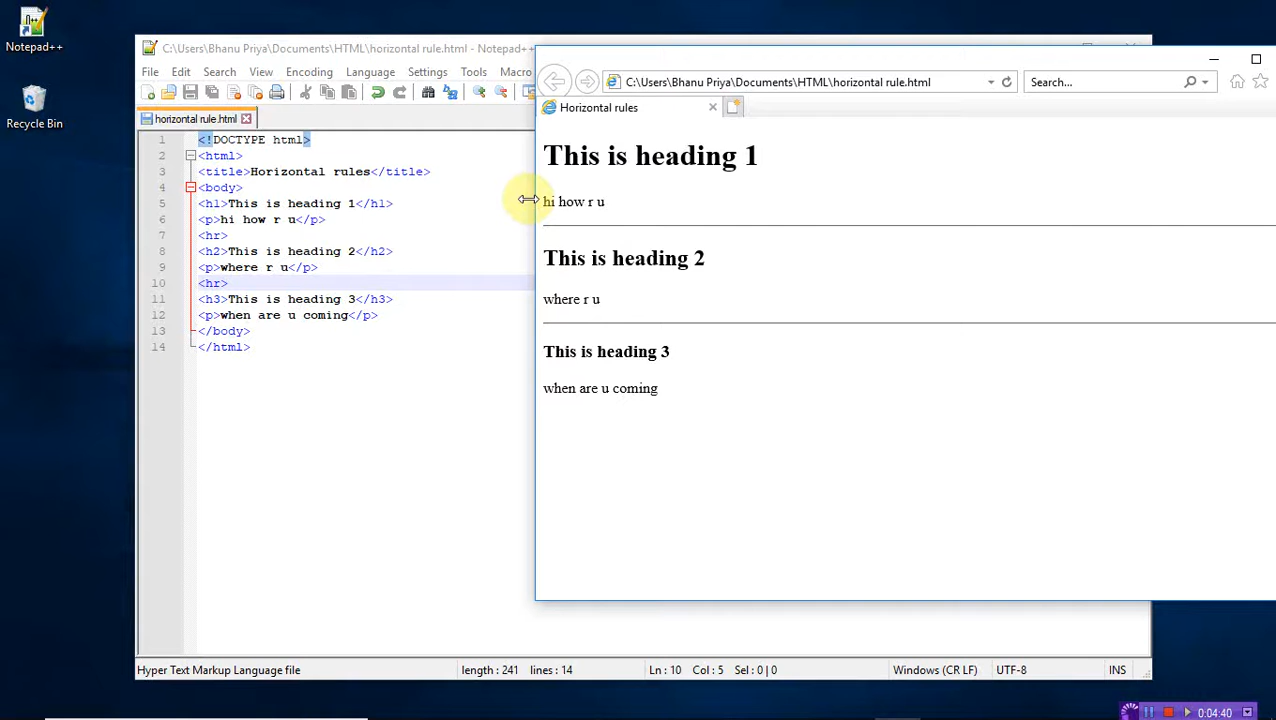 Notepad++
Recycle Bin
C:\Users\Bhanu Priya\Documents\HTML\horizontal rule.html - Notepad++
File Edit Search View Encoding Language Settings Tools Macro
horizontal rule.html
1 <!DOCTYPE html>
2 <html>
3 <title>Horizontal rules</title>
4 <body>
5 <h1>This is heading 1</h1>
6 <p>hi how r u</p>
7 <hr>
8 <h2>This is heading 2</h2>
9 <p>where r u</p>
10 <hr>
11 <h3>This is heading 3</h3>
12 <p>when are u coming</p>
13 </body>
14 </html>
Hyper Text Markup Language file length : 241 lines : 14 Ln : 10 Col : 5 Sel : 0 | 0 Windows (CR LF) UTF-8 INS
C:\Users\Bhanu Priya\Documents\HTML\horizontal rule.html
Search...
Horizontal rules
This is heading 1
hi how r u
This is heading 2
where r u
This is heading 3
when are u coming
0:04:40